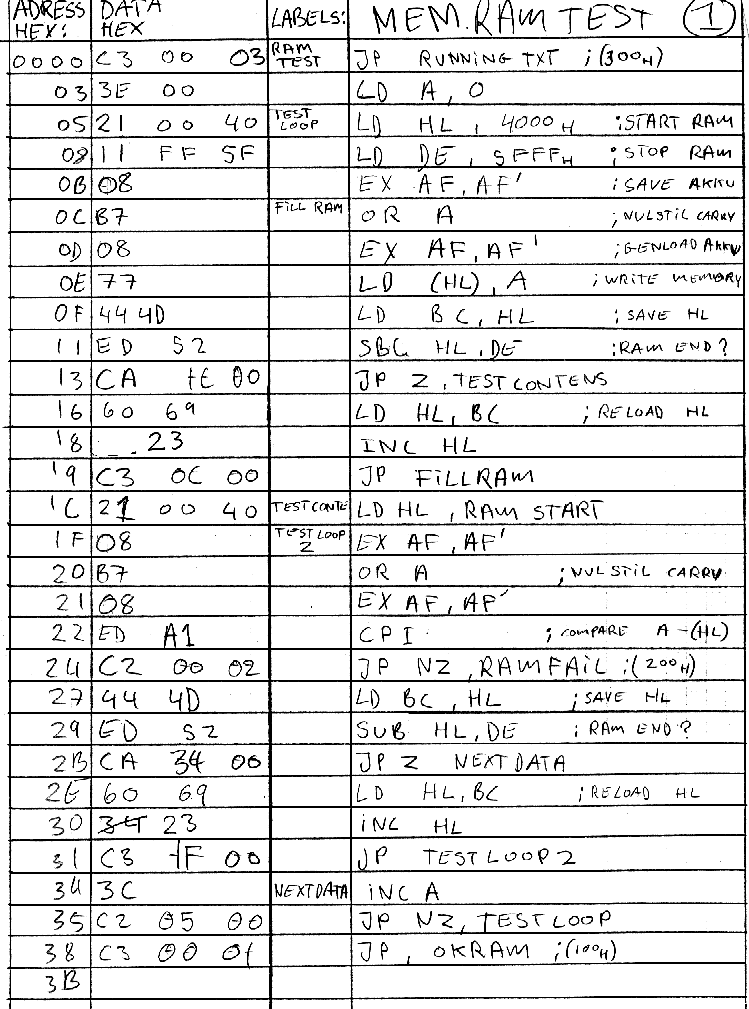 ADRESS HEX: DATA HEX LABELS: MEM.RAM TEST (1)
0000 C3 00 03 RAM TEST JP RUNNING TXT ;(300H)
03 3E 00 LD A, 0
05 21 00 40 TEST LOOP LD HL, 4000H ;START RAM
08 11 FF 5F LD DE, 5FFFH ;STOP RAM
0B 08 EX AF, AF' ;SAVE AKKU
0C B7 FILL RAM OR A ;NULSTIL CARRY
0D 08 EX AF, AF' ;GENLOAD AKKU
0E 77 LD (HL), A ;WRITE MEMORY
0F 44 4D LD BC, HL ;SAVE HL
11 ED 52 SBC HL, DE ;RAM END?
13 CA 1C 00 JP Z, TEST CONTENS
16 60 69 LD HL, BC ;RELOAD HL
18 23 INC HL
19 C3 0C 00 JP FILLRAM
1C 21 00 40 TEST CONTE LD HL, RAM START
1F 08 TEST LOOP 2 EX AF, AF'
20 B7 OR A ;NULSTIL CARRY
21 08 EX AF, AF'
22 ED A1 CPI ;COMPARE A-(HL)
24 C2 00 02 JP NZ, RAMFAIL ;(200H)
27 44 4D LD BC, HL ;SAVE HL
29 ED 52 SUB HL, DE ;RAM END?
2B CA 34 00 JP Z NEXT DATA
2E 60 69 LD HL, BC ;RELOAD HL
30 23 INC HL
31 C3 1F 00 JP TEST LOOP 2
34 3C NEXTDATA INC A
35 C2 05 00 JP NZ, TEST LOOP
38 C3 00 01 JP, OKRAM ;(100H)
3B